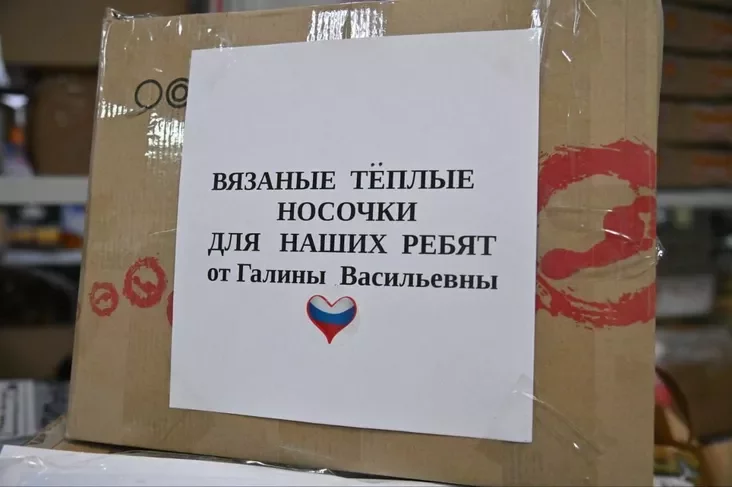 ВЯЗАНЫЕ ТЁПЛЫЕ
НОСОЧКИ
ДЛЯ НАШИХ РЕБЯТ
от Галины Васильевны